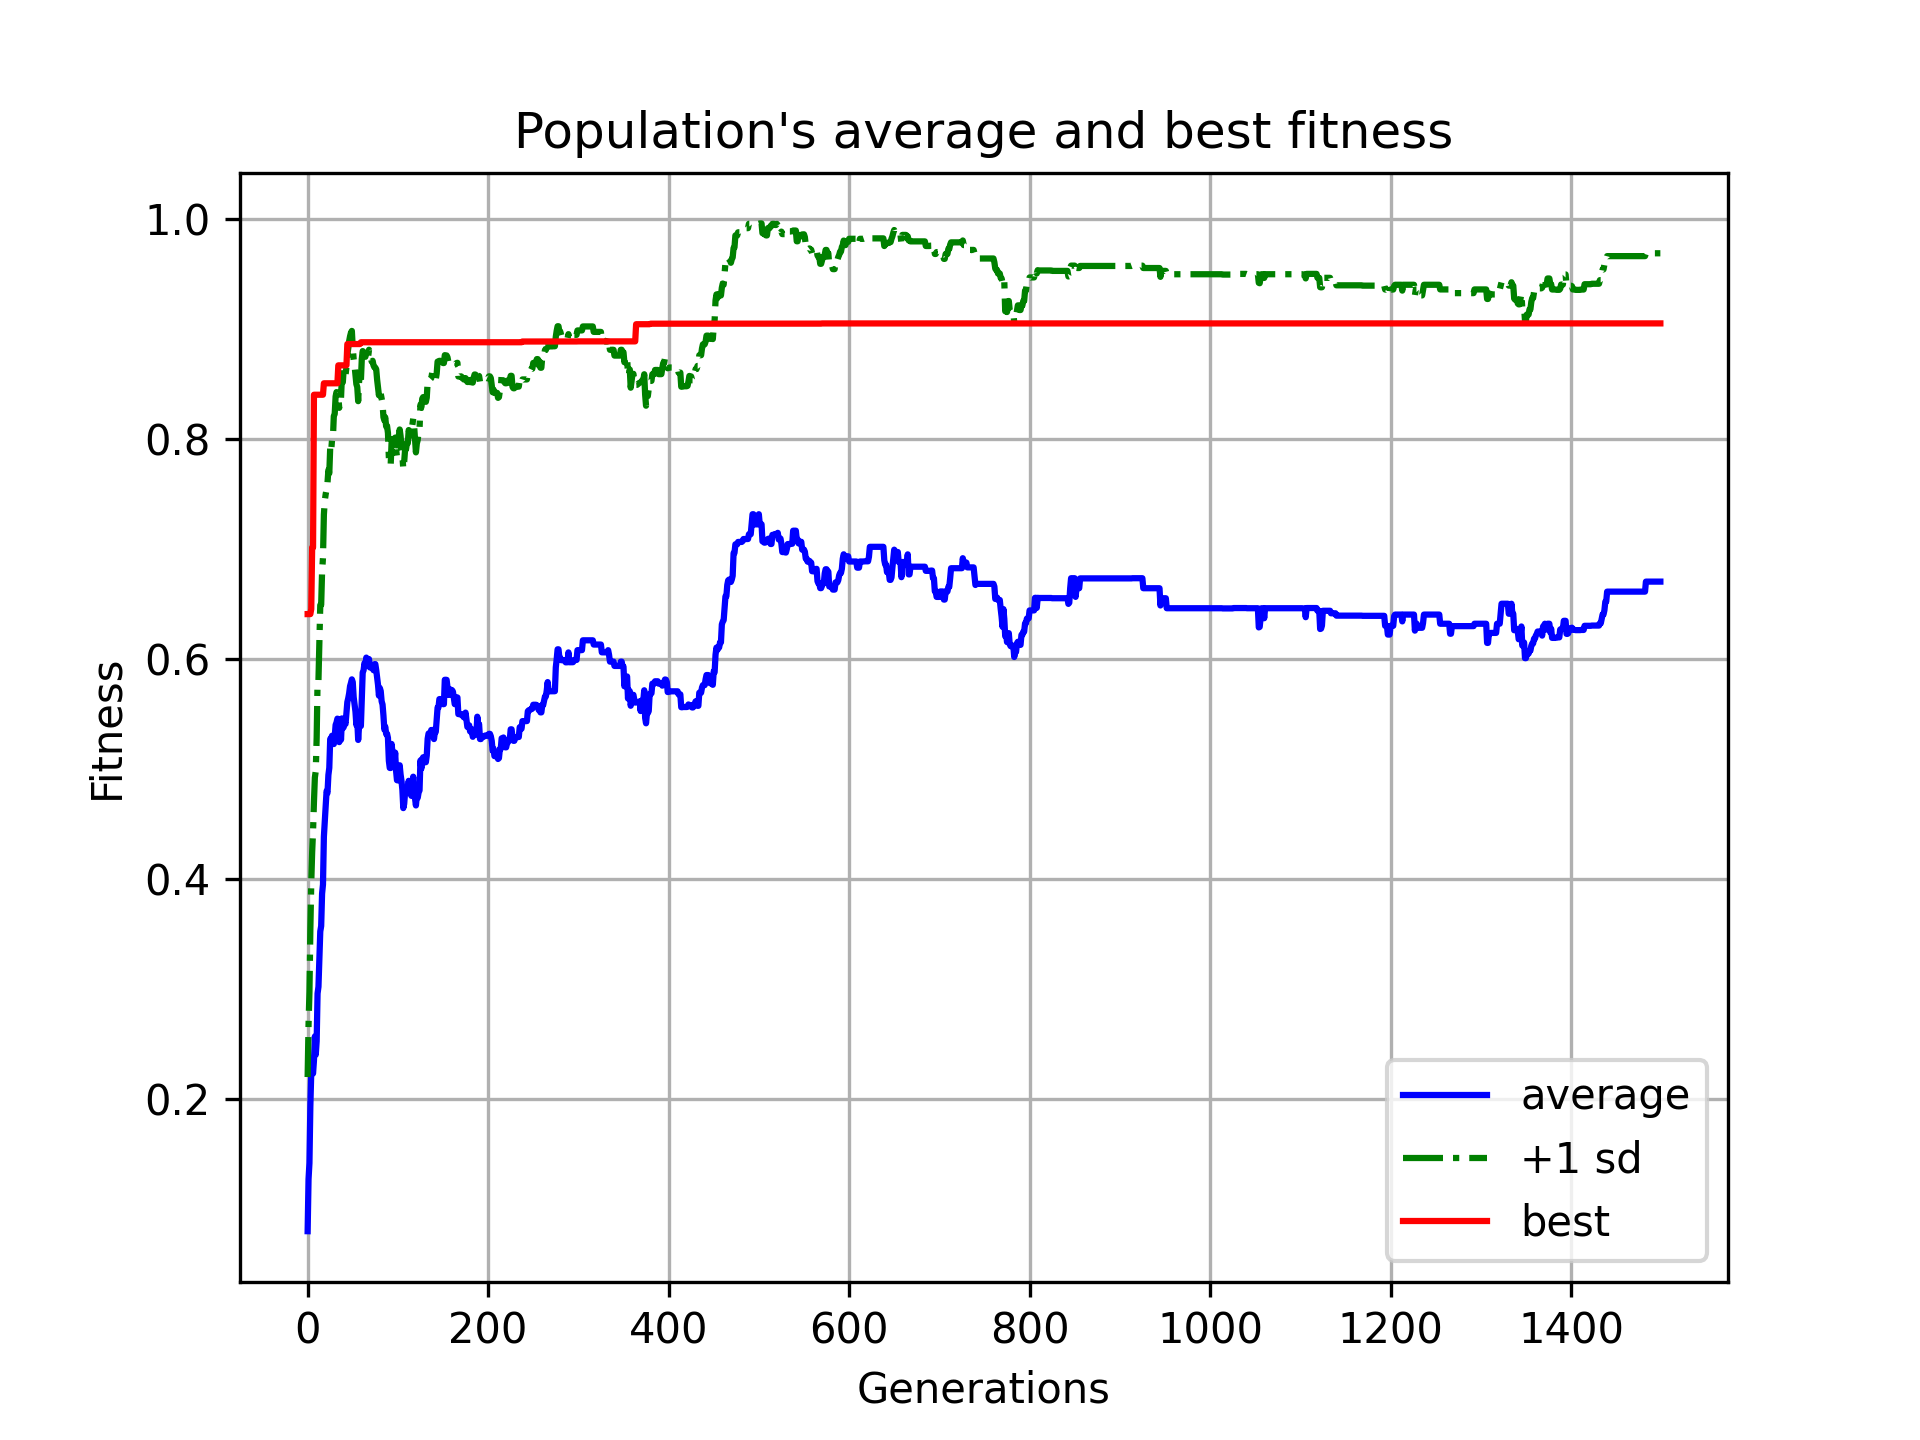 Population's average and best fitness
1.0
0.8
0.6
0.4
0.2
Fitness
average
+1 sd
best
0 200 400 600 800 1000 1200 1400
Generations